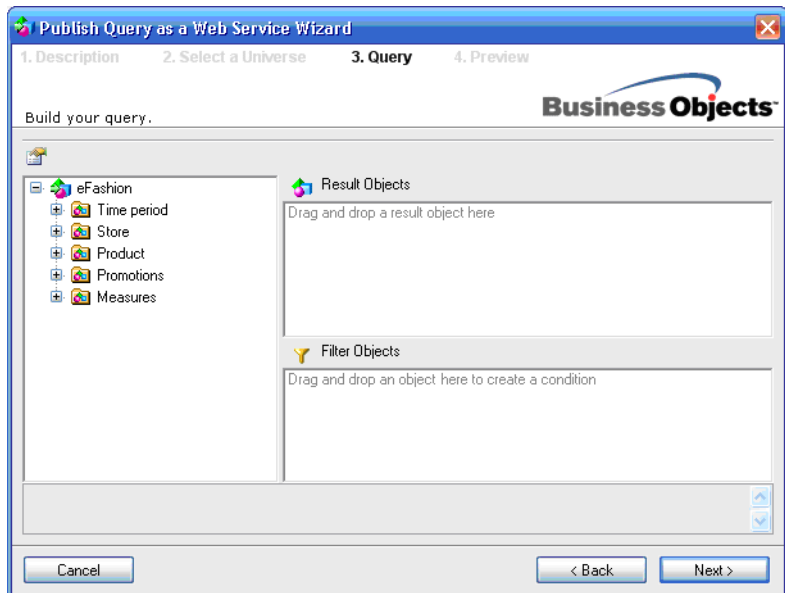 Publish Query as a Web Service Wizard
1. Description 2. Select a Universe 3. Query 4. Preview
Build your query.
Business Objects
eFashion
Time period
Store
Product
Promotions
Measures
Result Objects
Drag and drop a result object here
Filter Objects
Drag and drop an object here to create a condition
Cancel
< Back
Next >